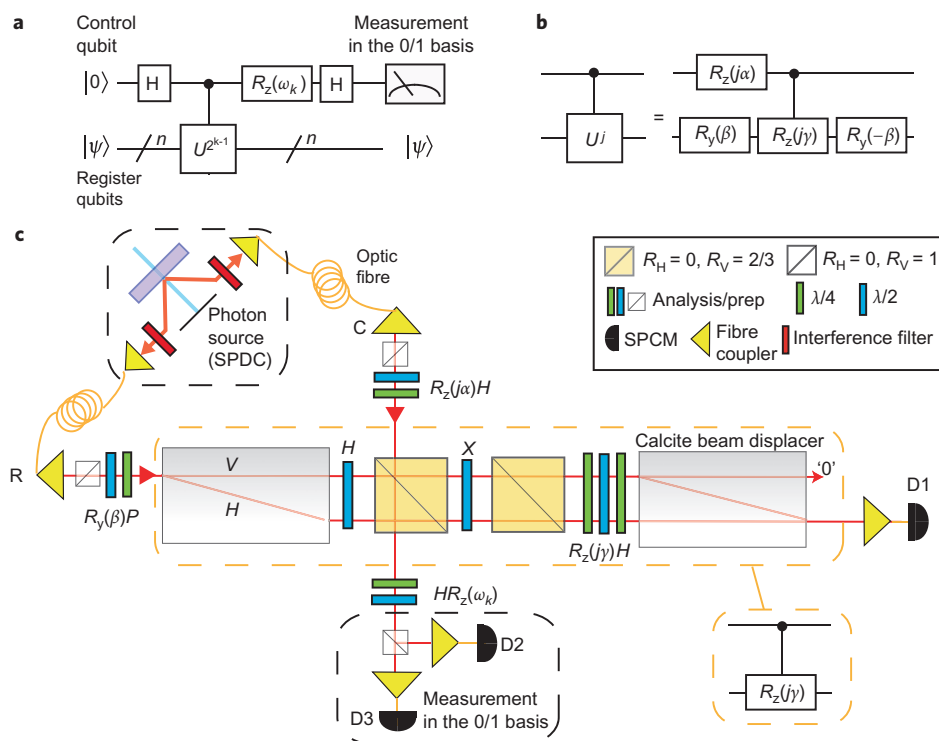 a
Control
qubit
Measurement
in the 0/1 basis
|0⟩
H
R_z(ω_k)
H
|ψ⟩
n
U^{2^{k-1}}
n
|ψ⟩
Register
qubits
b
U^j
=
R_z(jα)
R_y(β)
R_z(jγ)
R_y(−β)
c
Optic
fibre
Photon
source
(SPDC)
C
R_z(jα)H
R_H = 0, R_V = 2/3
R_H = 0, R_V = 1
Analysis/prep
λ/4
λ/2
SPCM
Fibre
coupler
Interference filter
R
R_y(β)P
V
H
H
X
R_z(jγ)H
Calcite beam displacer
‘0’
D1
HR_z(ω_k)
D2
D3
Measurement
in the 0/1 basis
R_z(jγ)